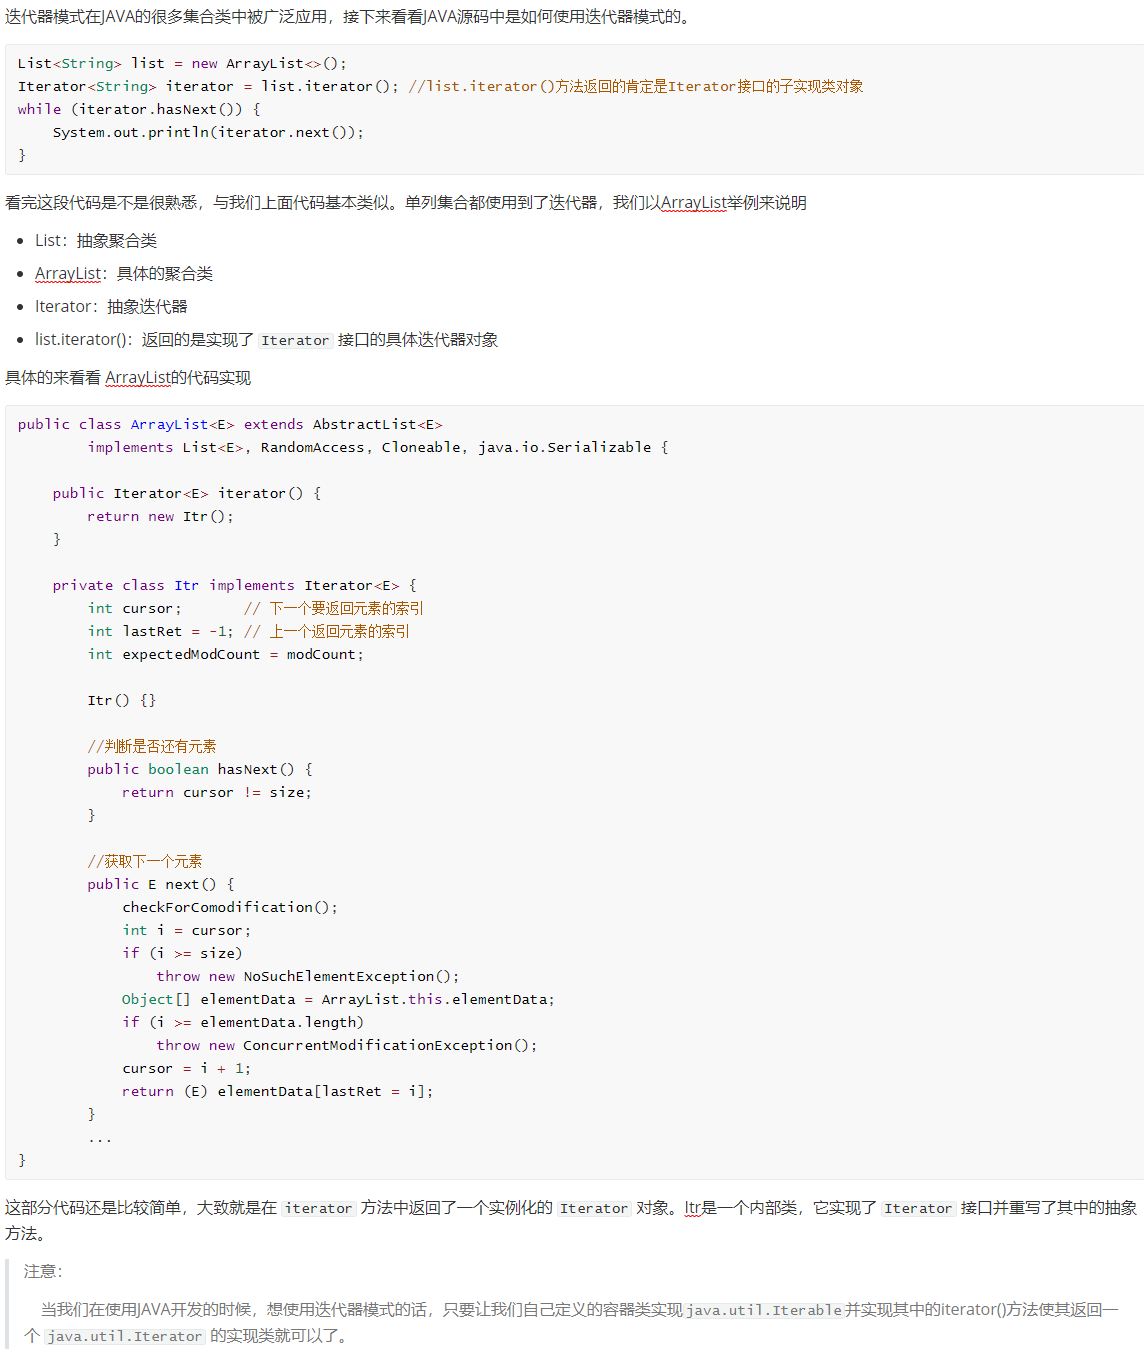 迭代器模式在JAVA的很多集合类中被广泛应用，接下来看看JAVA源码中是如何使用迭代器模式的。
List<String> list = new ArrayList<>();
Iterator<String> iterator = list.iterator(); //list.iterator()方法返回的肯定是Iterator接口的子实现类对象
while (iterator.hasNext()) {
    System.out.println(iterator.next());
}
看完这段代码是不是很熟悉，与我们上面代码基本类似。单列集合都使用到了迭代器，我们以ArrayList举例来说明
• List：抽象聚合类
• ArrayList：具体的聚合类
• Iterator：抽象迭代器
• list.iterator()：返回的是实现了 Iterator 接口的具体迭代器对象
具体的来看看 ArrayList的代码实现
public class ArrayList<E> extends AbstractList<E>
        implements List<E>, RandomAccess, Cloneable, java.io.Serializable {
    public Iterator<E> iterator() {
        return new Itr();
    }
    private class Itr implements Iterator<E> {
        int cursor;       // 下一个要返回元素的索引
        int lastRet = -1; // 上一个返回元素的索引
        int expectedModCount = modCount;
        Itr() {}
        //判断是否还有元素
        public boolean hasNext() {
            return cursor != size;
        }
        //获取下一个元素
        public E next() {
            checkForComodification();
            int i = cursor;
            if (i >= size)
                throw new NoSuchElementException();
            Object[] elementData = ArrayList.this.elementData;
            if (i >= elementData.length)
                throw new ConcurrentModificationException();
            cursor = i + 1;
            return (E) elementData[lastRet = i];
        }
        ...
}
这部分代码还是比较简单，大致就是在 iterator 方法中返回了一个实例化的 Iterator 对象。Itr是一个内部类，它实现了 Iterator 接口并重写了其中的抽象
方法。
注意：
当我们在使用JAVA开发的时候，想使用迭代器模式的话，只要让我们自己定义的容器类实现java.util.Iterable并实现其中的iterator()方法使其返回一
个 java.util.Iterator 的实现类就可以了。